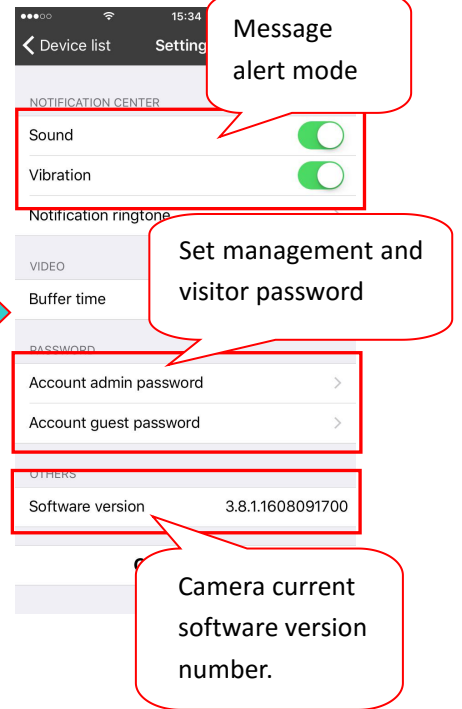 15:34
Device list Setting
Message
alert mode
NOTIFICATION CENTER
Sound
Vibration
Notification ringtone
Set management and
visitor password
VIDEO
Buffer time
PASSWORD
Account admin password
Account guest password
OTHERS
Software version 3.8.1.1608091700
Camera current
software version
number.